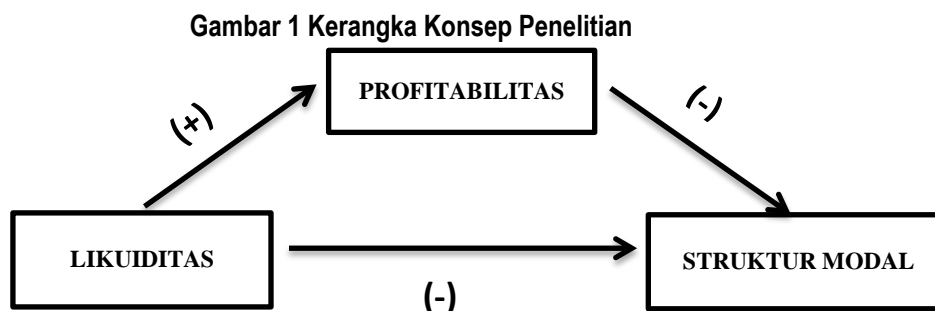 Gambar 1 Kerangka Konsep Penelitian
PROFITABILITAS
(+)
(-)
LIKUIDITAS
STRUKTUR MODAL
(-)